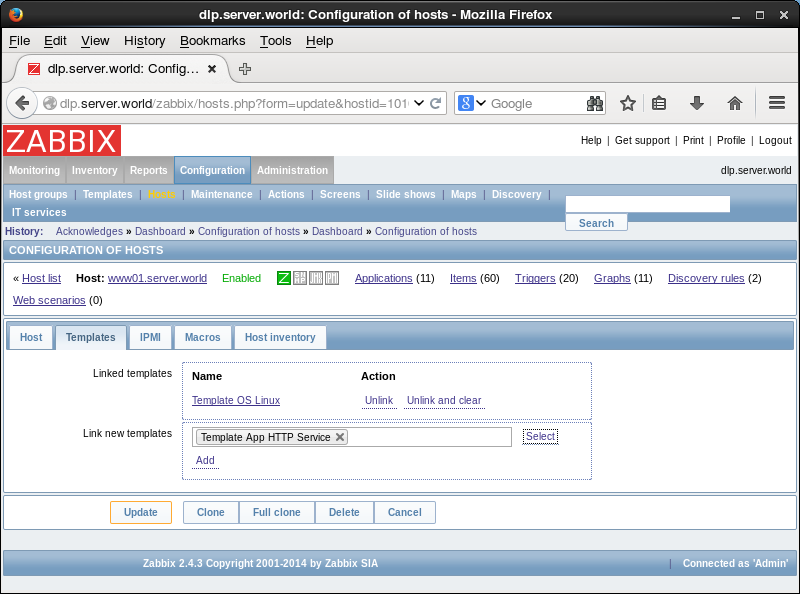 dlp.server.world: Configuration of hosts - Mozilla Firefox
File Edit View History Bookmarks Tools Help
dlp.server.world: Config...
dlp.server.world/zabbix/hosts.php?form=update&hostid=101
Google
ZABBIX
Help | Get support | Print | Profile | Logout
Monitoring Inventory Reports Configuration Administration
dlp.server.world
Host groups | Templates | Hosts | Maintenance | Actions | Screens | Slide shows | Maps | Discovery |
IT services
Search
History: Acknowledges » Dashboard » Configuration of hosts » Dashboard » Configuration of hosts
CONFIGURATION OF HOSTS
« Host list Host: www01.server.world Enabled Z Applications (11) Items (60) Triggers (20) Graphs (11) Discovery rules (2)
Web scenarios (0)
Host Templates IPMI Macros Host inventory
Linked templates
Name Action
Template OS Linux Unlink Unlink and clear
Link new templates
Template App HTTP Service
Select
Add
Update Clone Full clone Delete Cancel
Zabbix 2.4.3 Copyright 2001-2014 by Zabbix SIA
| Connected as 'Admin'